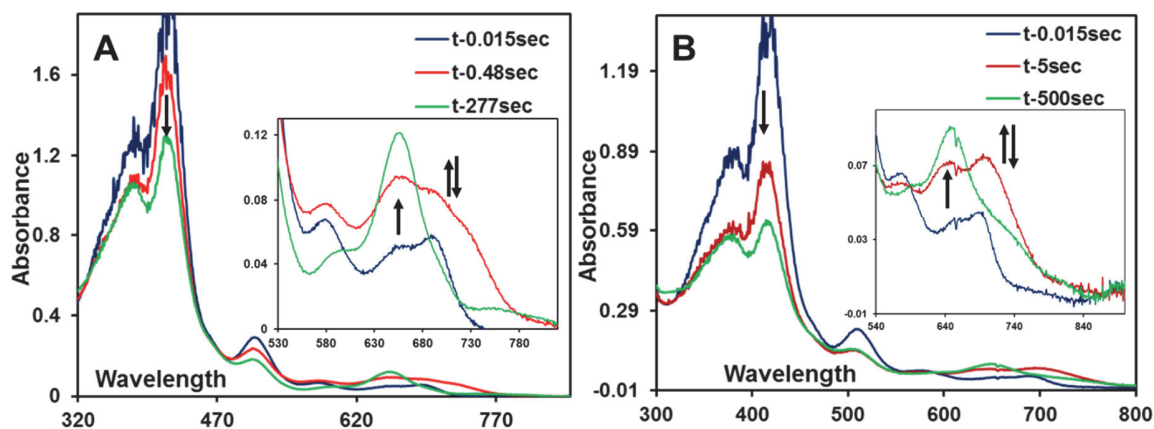 A
t-0.015sec
t-0.48sec
t-277sec
Absorbance
1.6
1.2
0.8
0.4
0
0.12
0.08
0.04
0
530 580 630 680 730 780
Wavelength
320 470 620 770
B
t-0.015sec
t-5sec
t-500sec
Absorbance
1.19
0.89
0.59
0.29
-0.01
0.07
0.03
-0.01
540 640 740 840
Wavelength
300 400 500 600 700 800